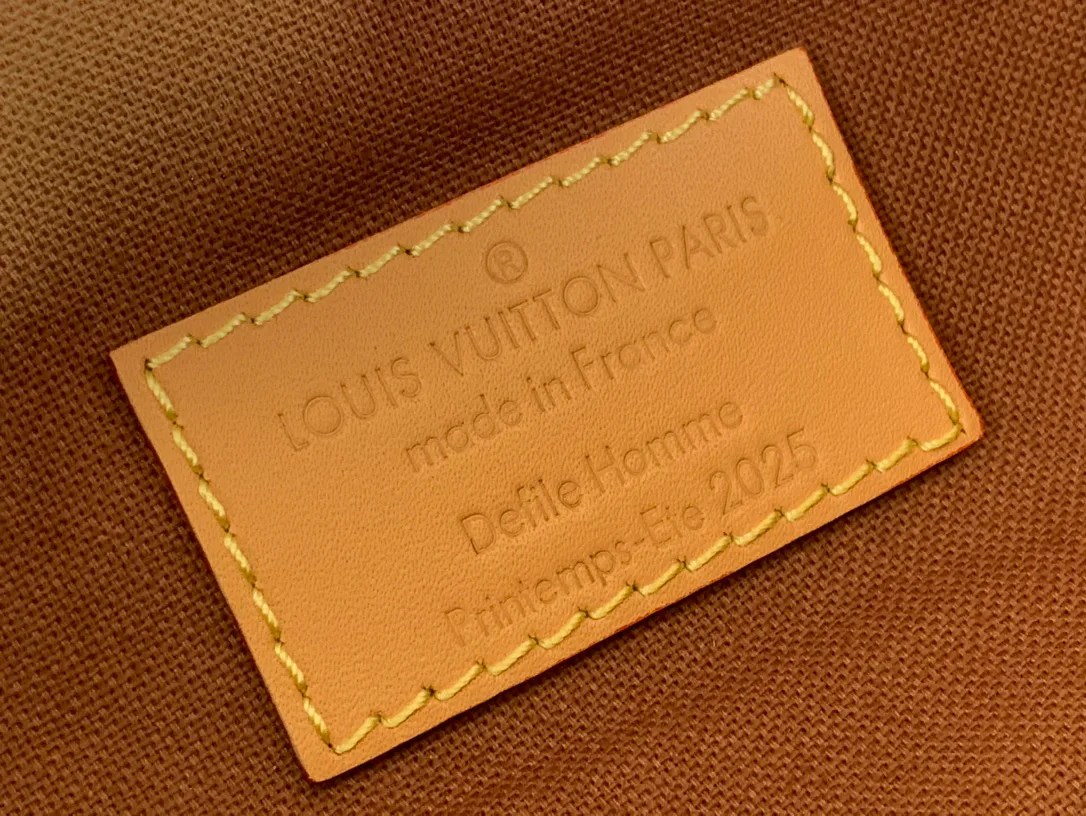 ®
LOUIS VUITTON PARIS
made in France
Defile Homme
Printemps-Ete 2025